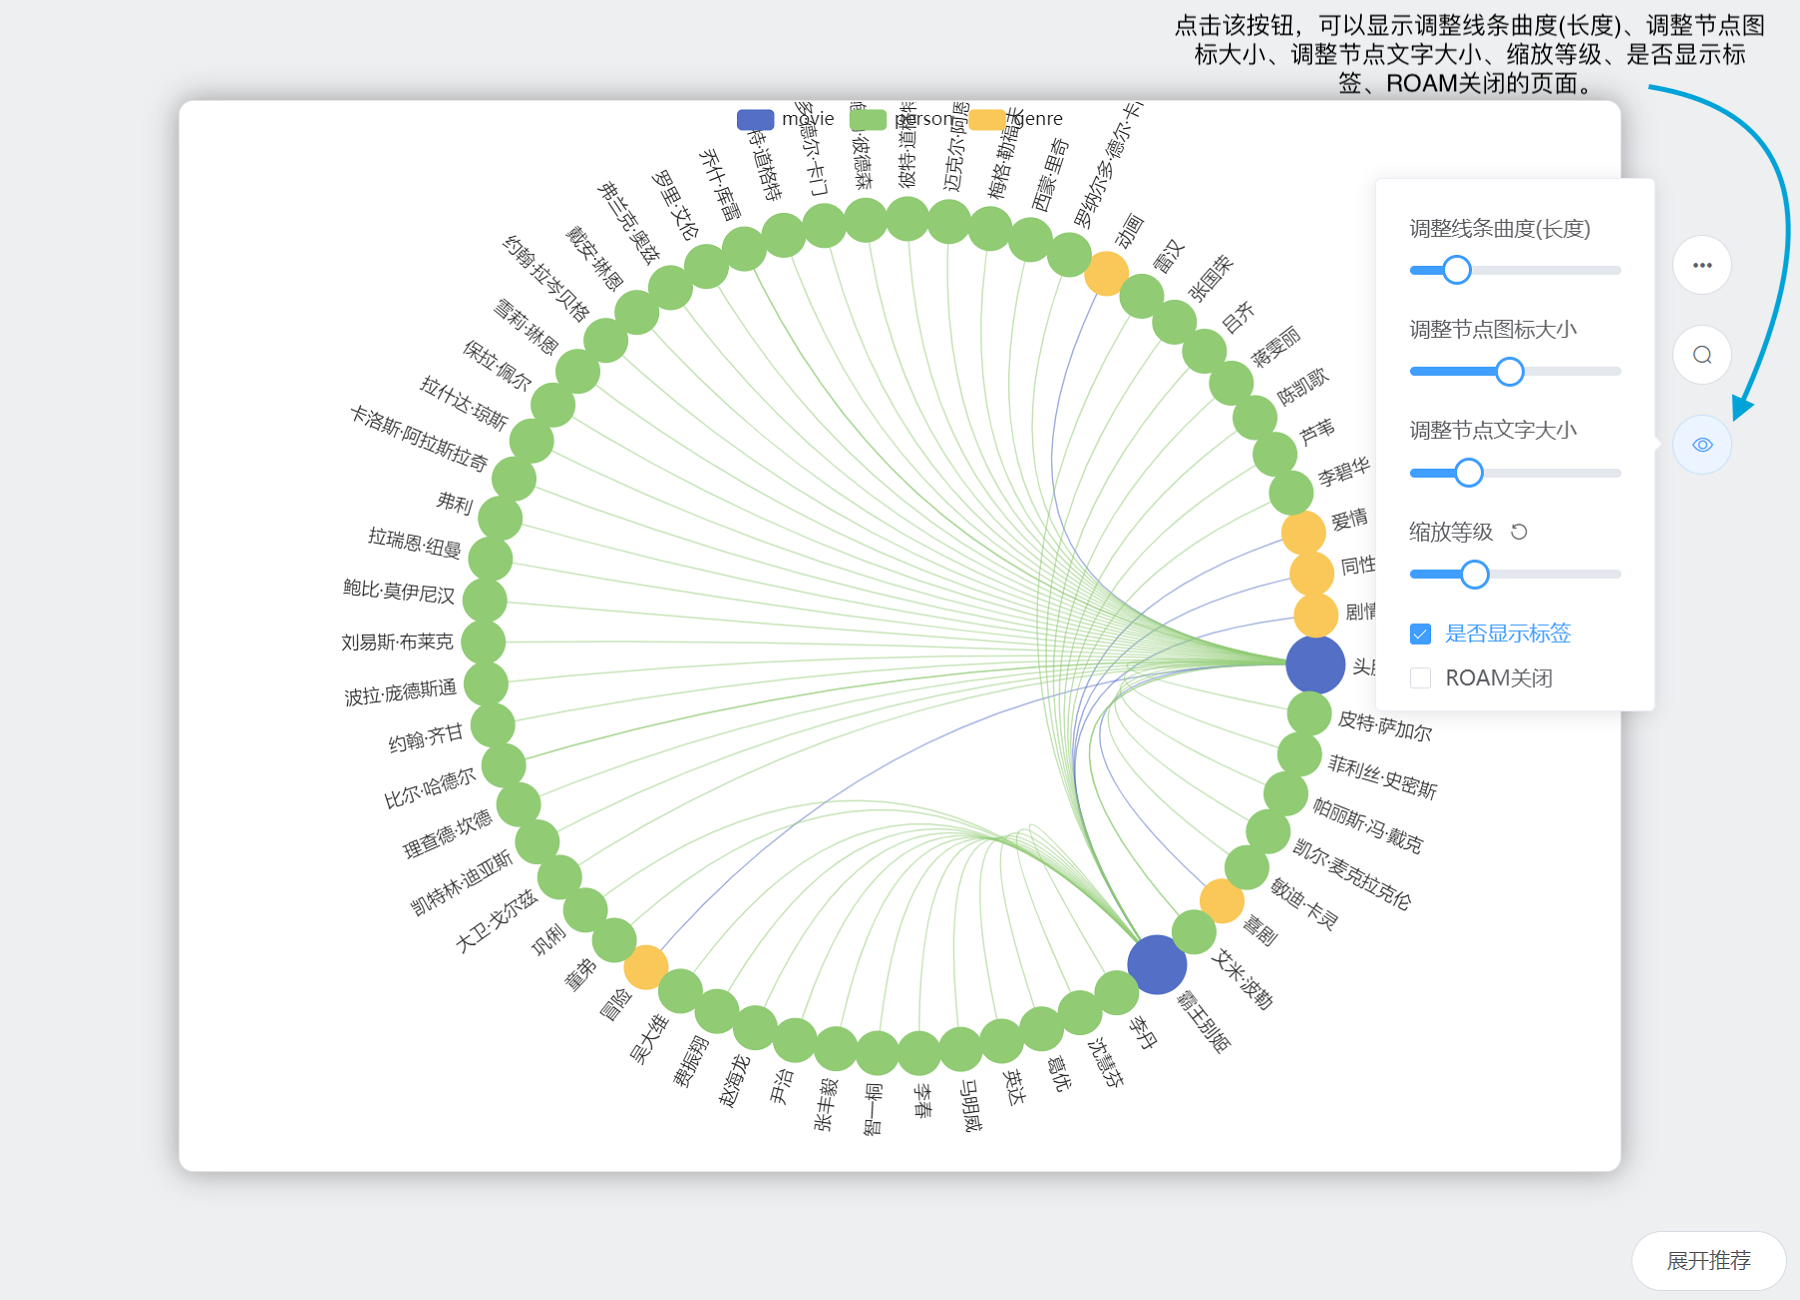 点击该按钮，可以显示调整线条曲度(长度)、调整节点图
标大小、调整节点文字大小、缩放等级、是否显示标
签、ROAM关闭的页面。
movie
person
genre
特·道格特
多·德尔·卡门
·彼德森
彼特·道格特
迈克尔·阿恩
梅格·勒福夫
西蒙·里奇
罗纳尔多·德尔·卡门
动画
雷汉
张国荣
吕齐
蒋雯丽
陈凯歌
芦苇
李碧华
爱情
同性
剧情
头
皮特·萨加尔
菲利丝·史密斯
帕丽斯·冯·戴克
凯尔·麦克拉克伦
敏迪·卡灵
喜剧
艾米·波勒
霸王别姬
李丹
沈慧芬
葛优
英达
马明威
李春
智一桐
张丰毅
尹治
赵海龙
费振翔
吴大维
冒险
童弟
巩俐
大卫·戈尔兹
凯特林·迪亚斯
理查德·坎德
比尔·哈德尔
约翰·齐甘
波拉·庞德斯通
刘易斯·布莱克
鲍比·莫伊尼汉
拉瑞恩·纽曼
弗利
卡洛斯·阿拉斯拉奇
拉什达·琼斯
保拉·佩尔
雪莉·琳恩
约翰·拉岑贝格
戴安·琳恩
弗兰克·奥兹
罗里·艾伦
乔什·库雷
调整线条曲度(长度)
调整节点图标大小
调整节点文字大小
缩放等级
是否显示标签
ROAM关闭
展开推荐